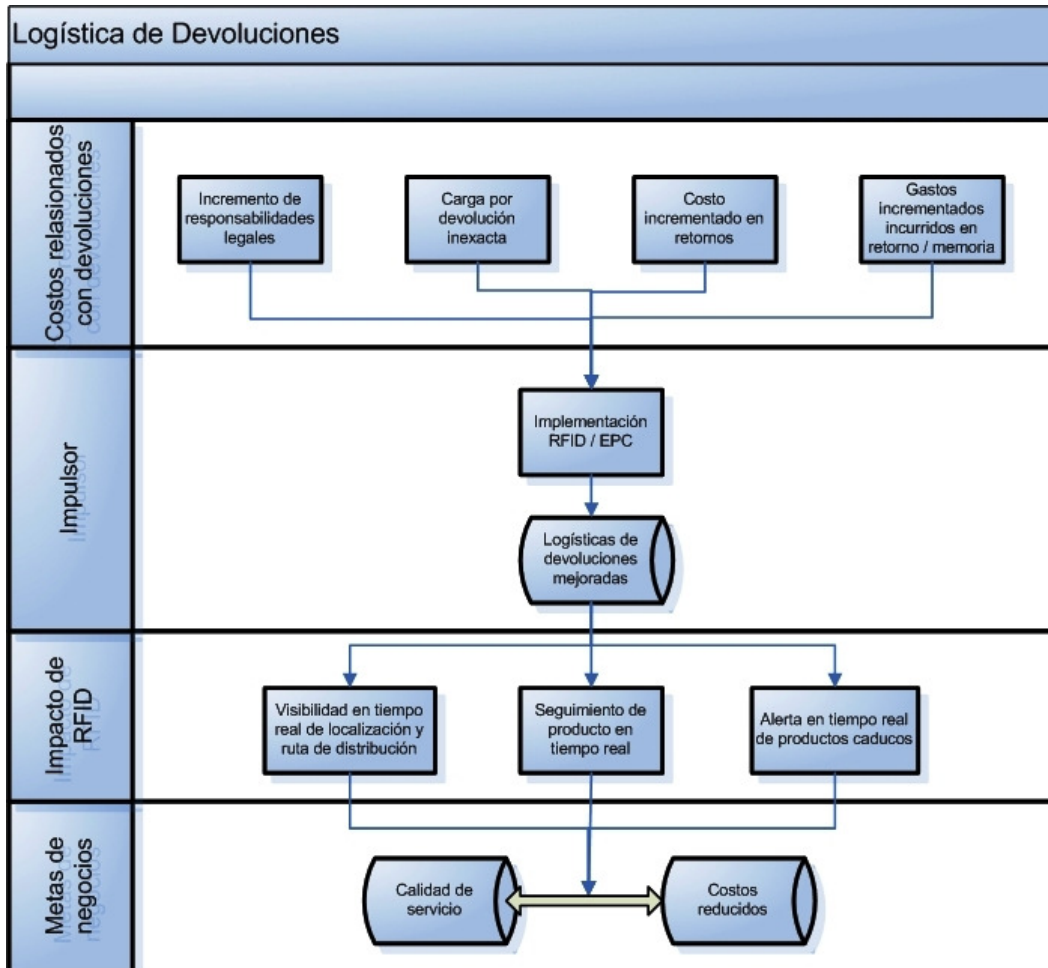 Logística de Devoluciones
Costos relasionados
con devoluciones
Incremento de
responsabilidades
legales
Carga por
devolución
inexacta
Costo
incrementado en
retornos
Gastos
incrementados
incurridos en
retorno / memoria
Impulsor
Implementación
RFID / EPC
Logísticas de
devoluciones
mejoradas
Impacto de
RFID
Visibilidad en tiempo
real de localización y
ruta de distribución
Seguimiento de
producto en
tiempo real
Alerta en tiempo real
de productos caducos
Metas de
negocios
Calidad de
servicio
Costos
reducidos